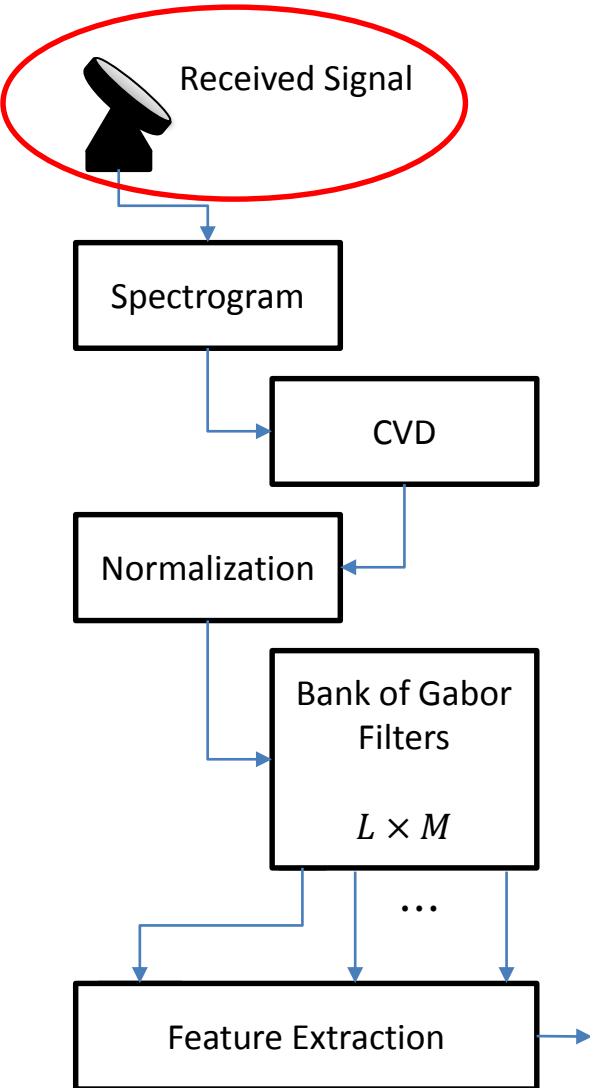 Received Signal
Spectrogram
CVD
Normalization
Bank of Gabor
Filters
L × M
...
Feature Extraction